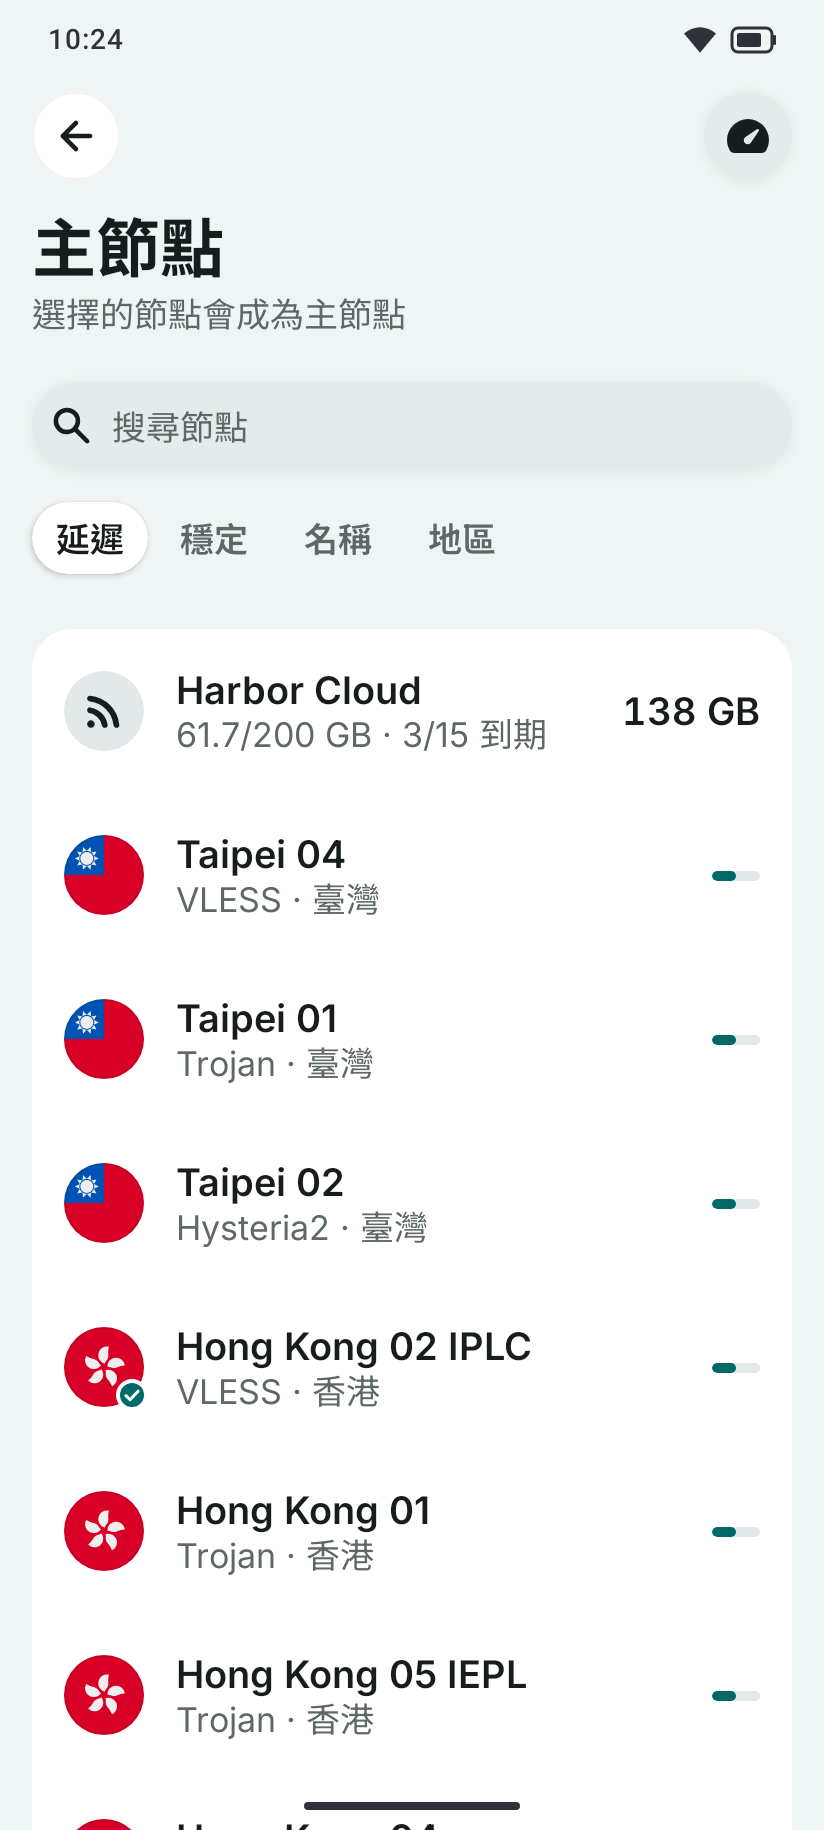 10:24
主節點
選擇的節點會成為主節點
搜尋節點
延遲 穩定 名稱 地區
Harbor Cloud
61.7/200 GB · 3/15 到期
138 GB
Taipei 04
VLESS · 臺灣
Taipei 01
Trojan · 臺灣
Taipei 02
Hysteria2 · 臺灣
Hong Kong 02 IPLC
VLESS · 香港
Hong Kong 01
Trojan · 香港
Hong Kong 05 IEPL
Trojan · 香港